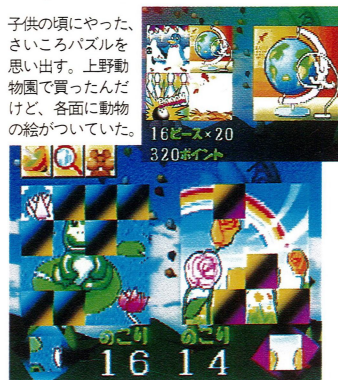 子供の頃にやった、
さいころパズルを
思い出す。上野動
物園で買ったんだ
けど、各面に動物
の絵がついていた。
16ピース×20
320ポイント
のこり のこり
16 14